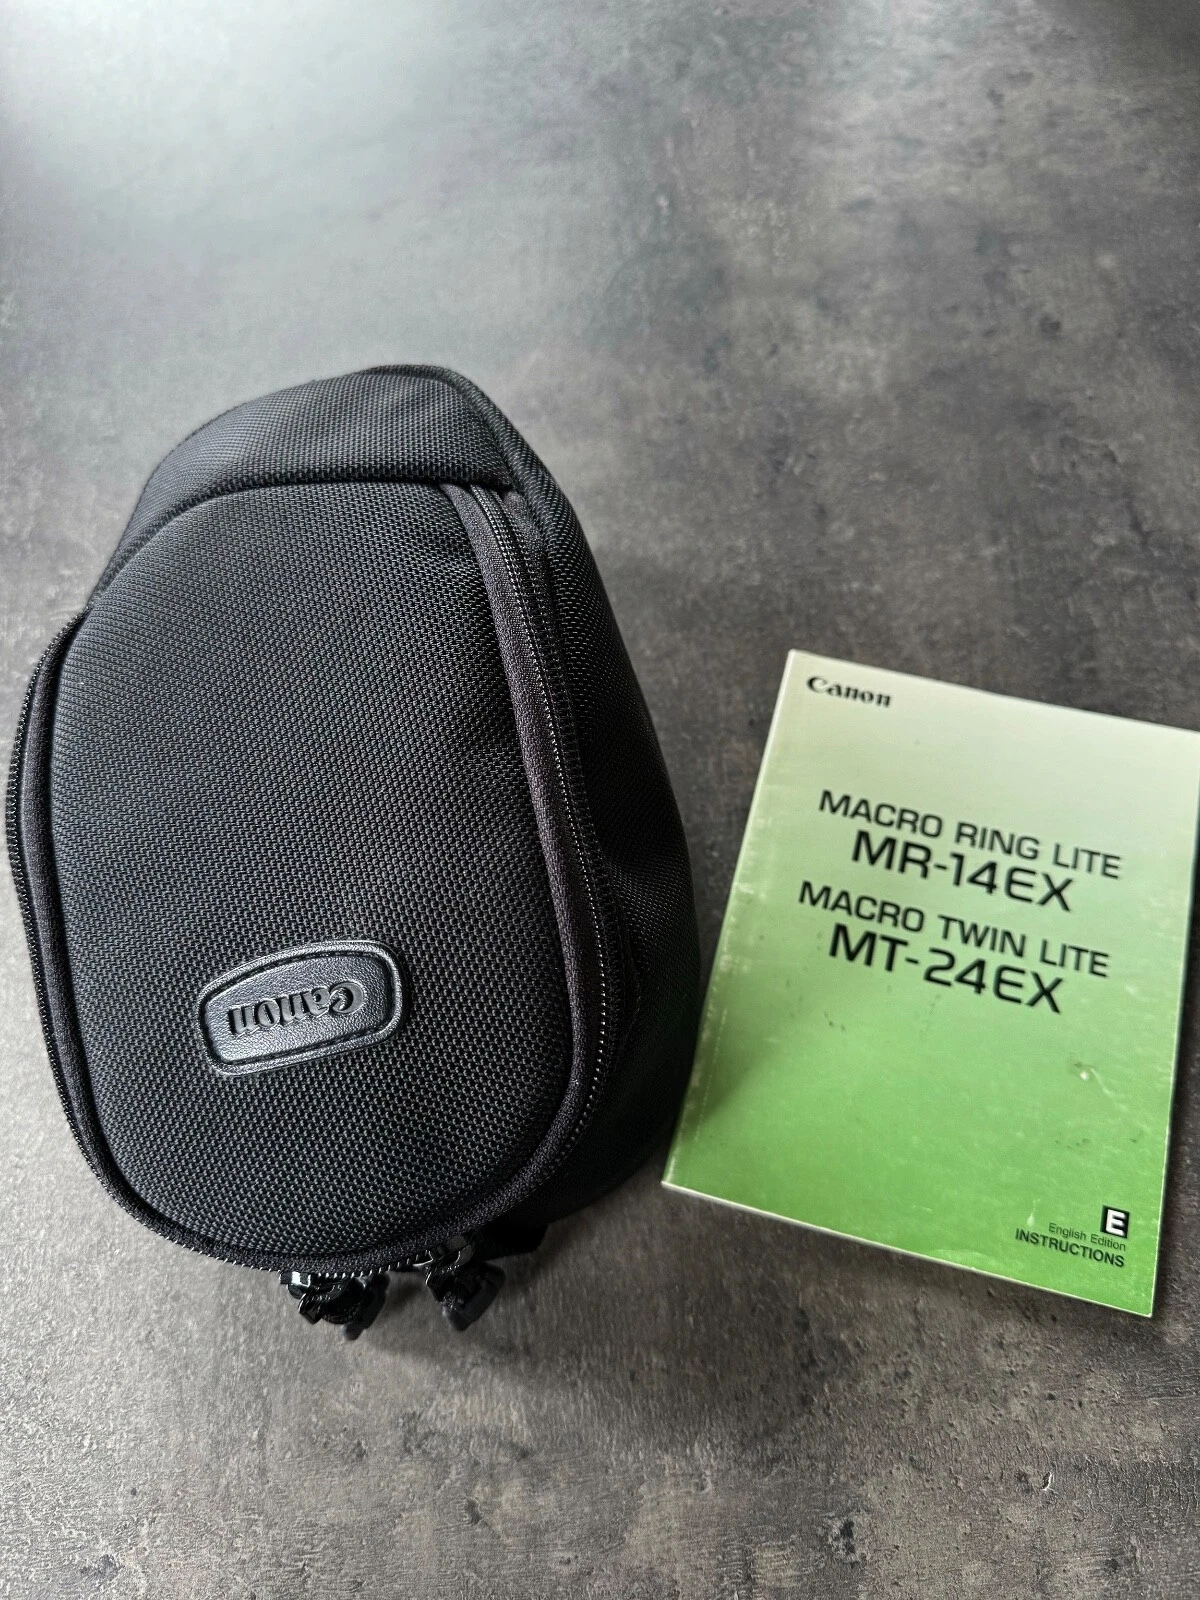 Canon
Canon
MACRO RING LITE
MR-14EX
MACRO TWIN LITE
MT-24EX
E
English Edition
INSTRUCTIONS